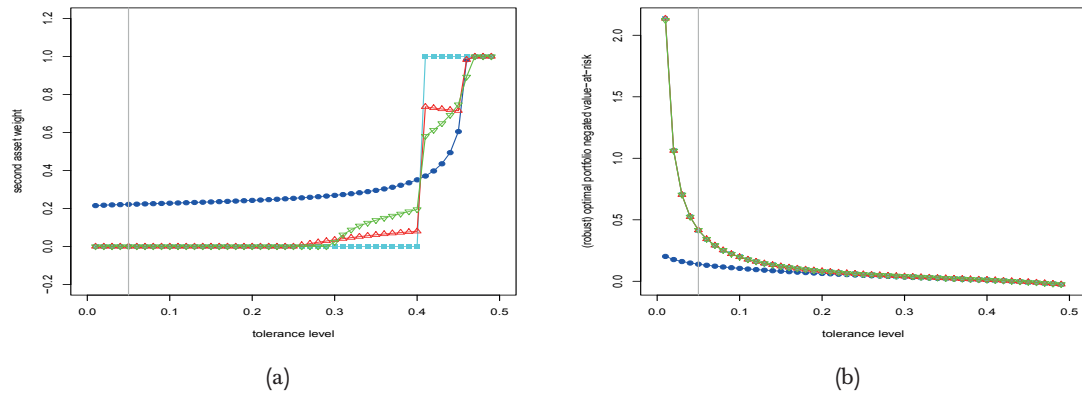 1.2
1.0
0.8
0.6
0.4
0.2
0.0
−0.2
second asset weight
0.0 0.1 0.2 0.3 0.4 0.5
tolerance level
(a)
2.0
1.5
1.0
0.5
0.0
(robust) optimal portfolio negated value−at−risk
0.0 0.1 0.2 0.3 0.4 0.5
tolerance level
(b)